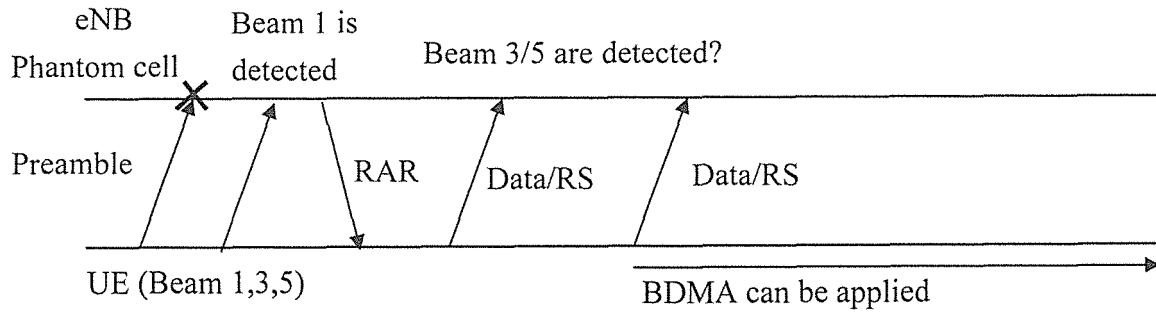 eNB
Phantom cell
Beam 1 is
detected
Beam 3/5 are detected?
Preamble
RAR
Data/RS
Data/RS
UE (Beam 1,3,5)
BDMA can be applied